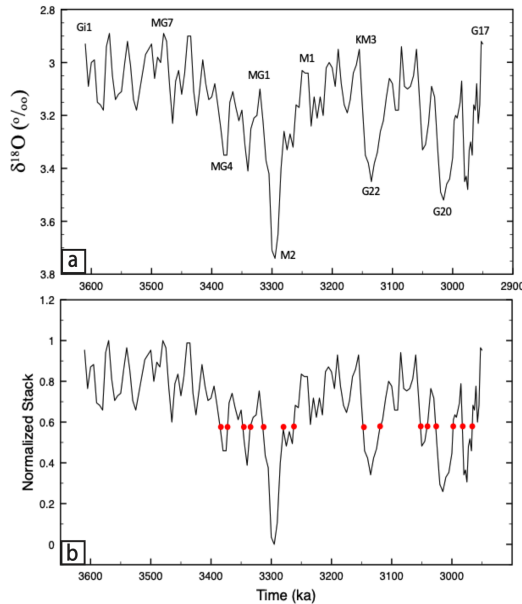 Gi1
MG7
KM3
G17
MG1
M1
MG4
G22
G20
M2
δ¹⁸O (º/ₒₒ)
2.8
3.0
3.2
3.4
3.6
3.8
a
3600 3500 3400 3300 3200 3100 3000 2900
1.2
1
0.8
0.6
0.4
0.2
0
Normalized Stack
b
3600 3500 3400 3300 3200 3100 3000
Time (ka)